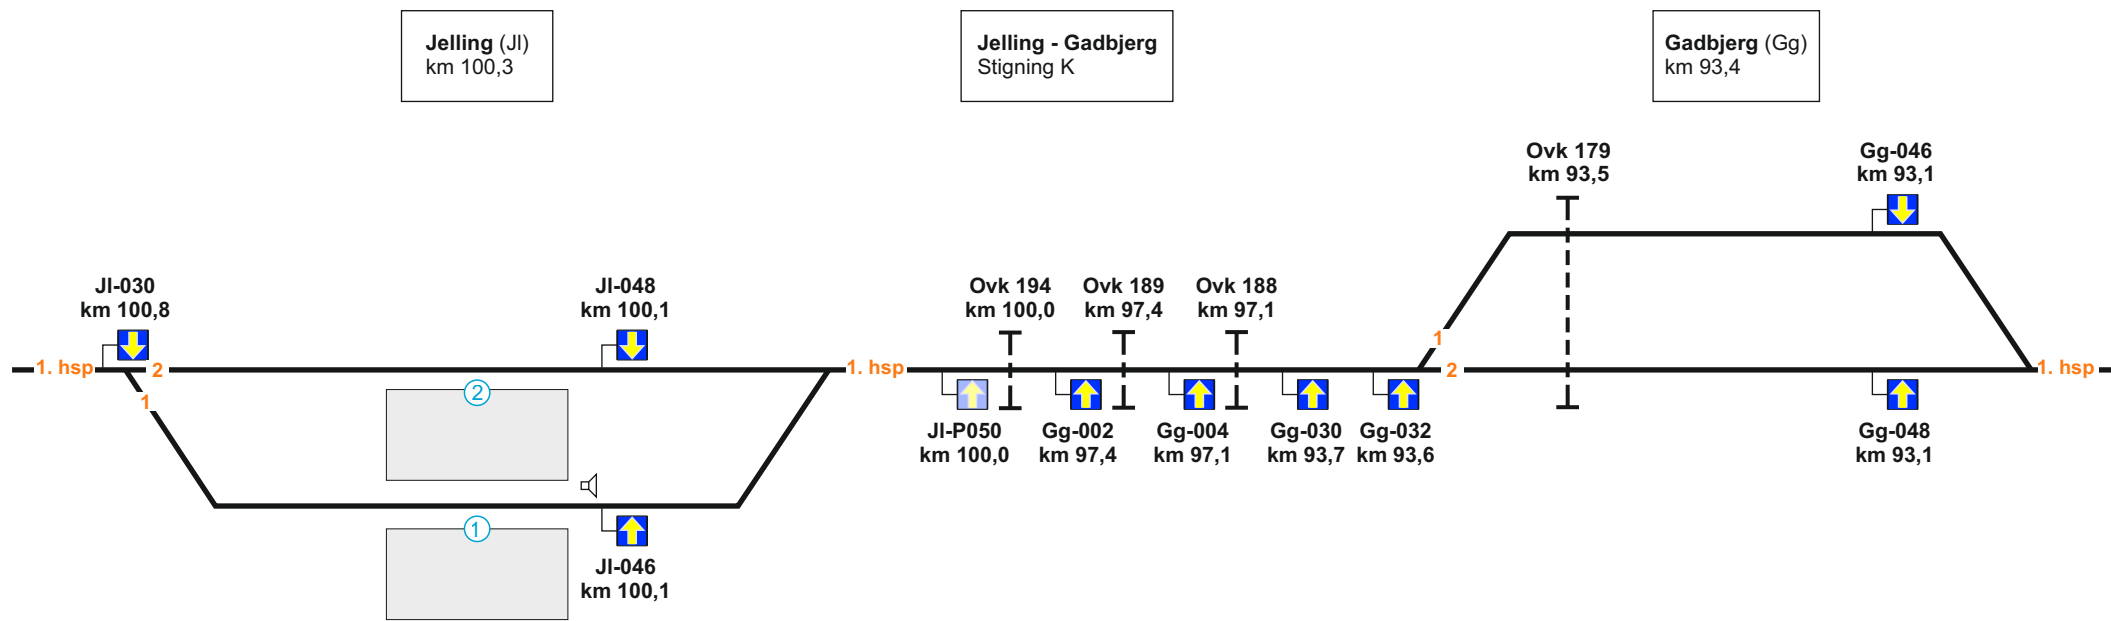 Jelling (Jl)
km 100,3
Jelling - Gadbjerg
Stigning K
Gadbjerg (Gg)
km 93,4
Ovk 179
km 93,5
Gg-046
km 93,1
Jl-030
km 100,8
Jl-048
km 100,1
Ovk 194
km 100,0
Ovk 189
km 97,4
Ovk 188
km 97,1
1. hsp
2
1
1. hsp
1
2
1. hsp
2
1
Jl-P050
km 100,0
Gg-002
km 97,4
Gg-004
km 97,1
Gg-030
km 93,7
Gg-032
km 93,6
Gg-048
km 93,1
Jl-046
km 100,1